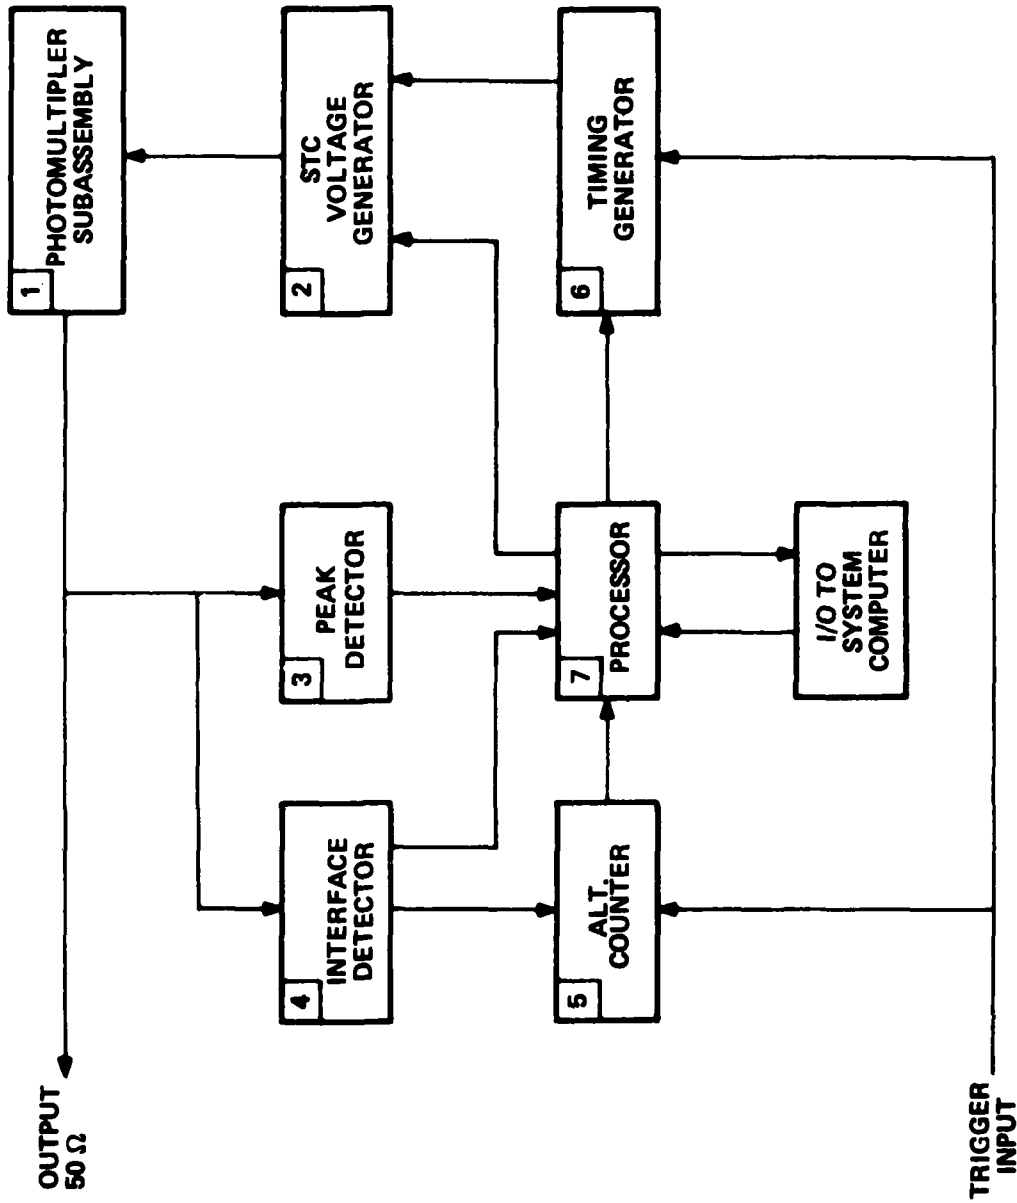 OUTPUT
50 Ω
1
PHOTOMULTIPLER
SUBASSEMBLY
4
INTERFACE
DETECTOR
3
PEAK
DETECTOR
2
STC
VOLTAGE
GENERATOR
5
ALT.
COUNTER
7
PROCESSOR
6
TIMING
GENERATOR
I/O TO
SYSTEM
COMPUTER
TRIGGER
INPUT